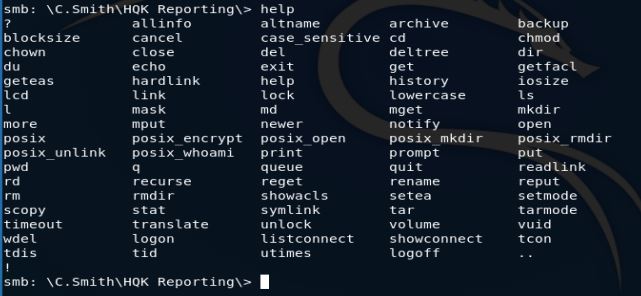 smb: \C.Smith\HQK Reporting\> help
? allinfo altname archive backup
blocksize cancel case_sensitive cd chmod
chown close del deltree dir
du echo exit get getfacl
geteas hardlink help history iosize
lcd link lock lowercase ls
l mask md mget mkdir
more mput newer notify open
posix posix_encrypt posix_open posix_mkdir posix_rmdir
posix_unlink posix_whoami print prompt put
pwd q queue quit readlink
rd recurse reget rename reput
rm rmdir showacls setea setmode
scopy stat symlink tar tarmode
timeout translate unlock volume vuid
wdel logon listconnect showconnect tcon
tdis tid utimes logoff ..
!
smb: \C.Smith\HQK Reporting\>